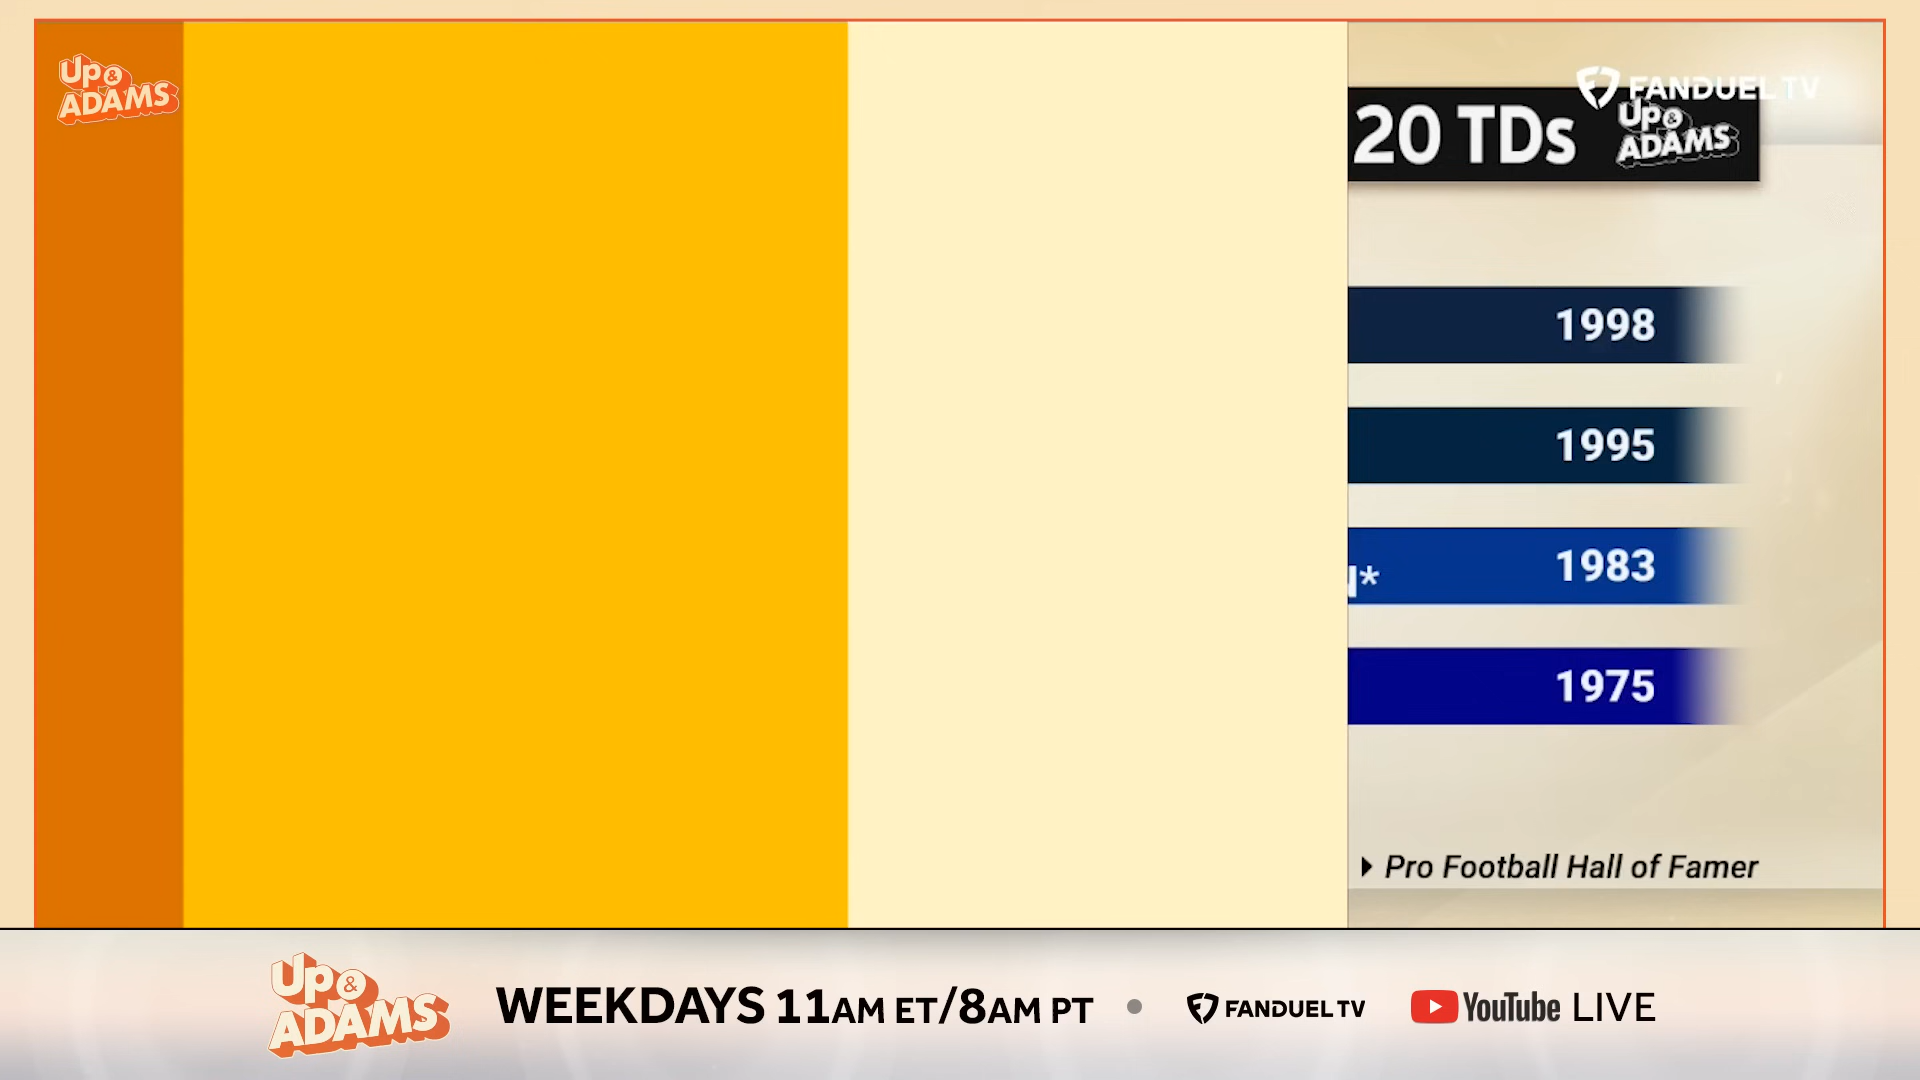 Up &
ADAMS
FANDUEL TV
20 TDs
Up &
ADAMS
1998
1995
1983
*
1975
Pro Football Hall of Famer
Up &
ADAMS
WEEKDAYS 11AM ET/8AM PT • FANDUEL TV YouTube LIVE